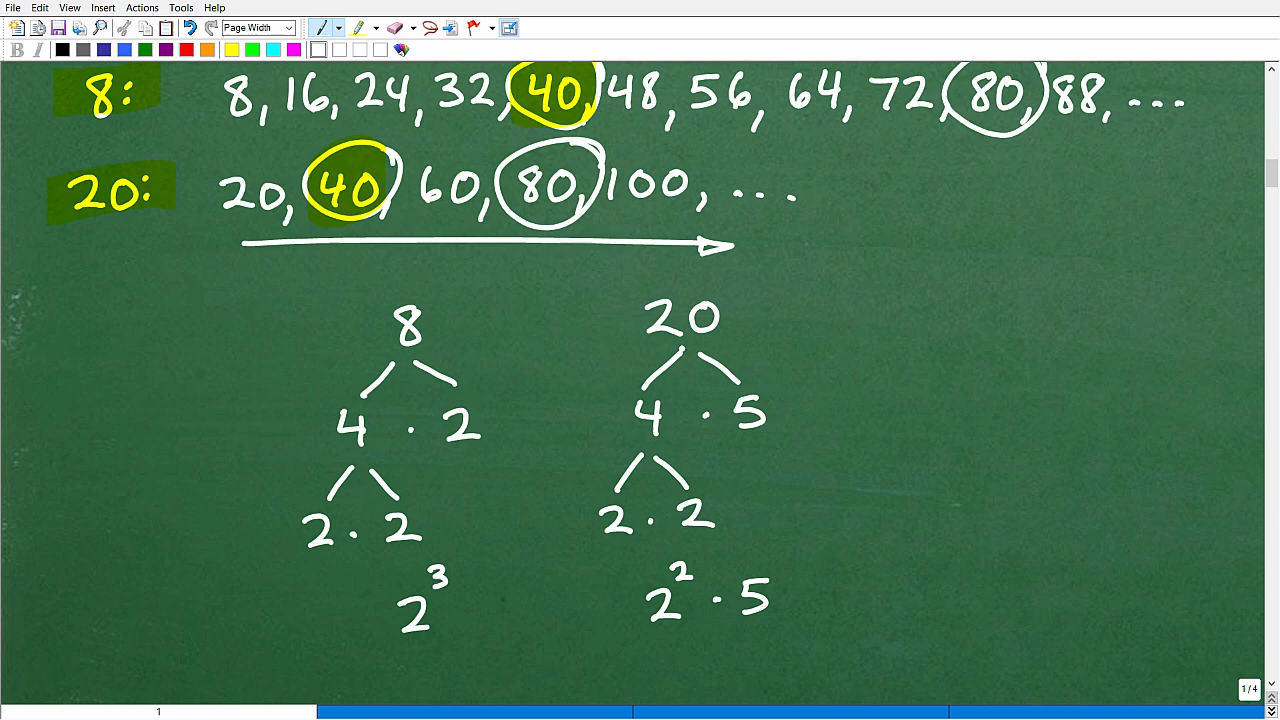 File Edit View Insert Actions Tools Help
Page Width
B I
8: 8, 16, 24, 32, 40, 48, 56, 64, 72, 80, 88, ...
20: 20, 40, 60, 80, 100, ...
8 20
4 · 2 4 · 5
2 · 2 2 · 2
2³ 2² · 5
1/4
1